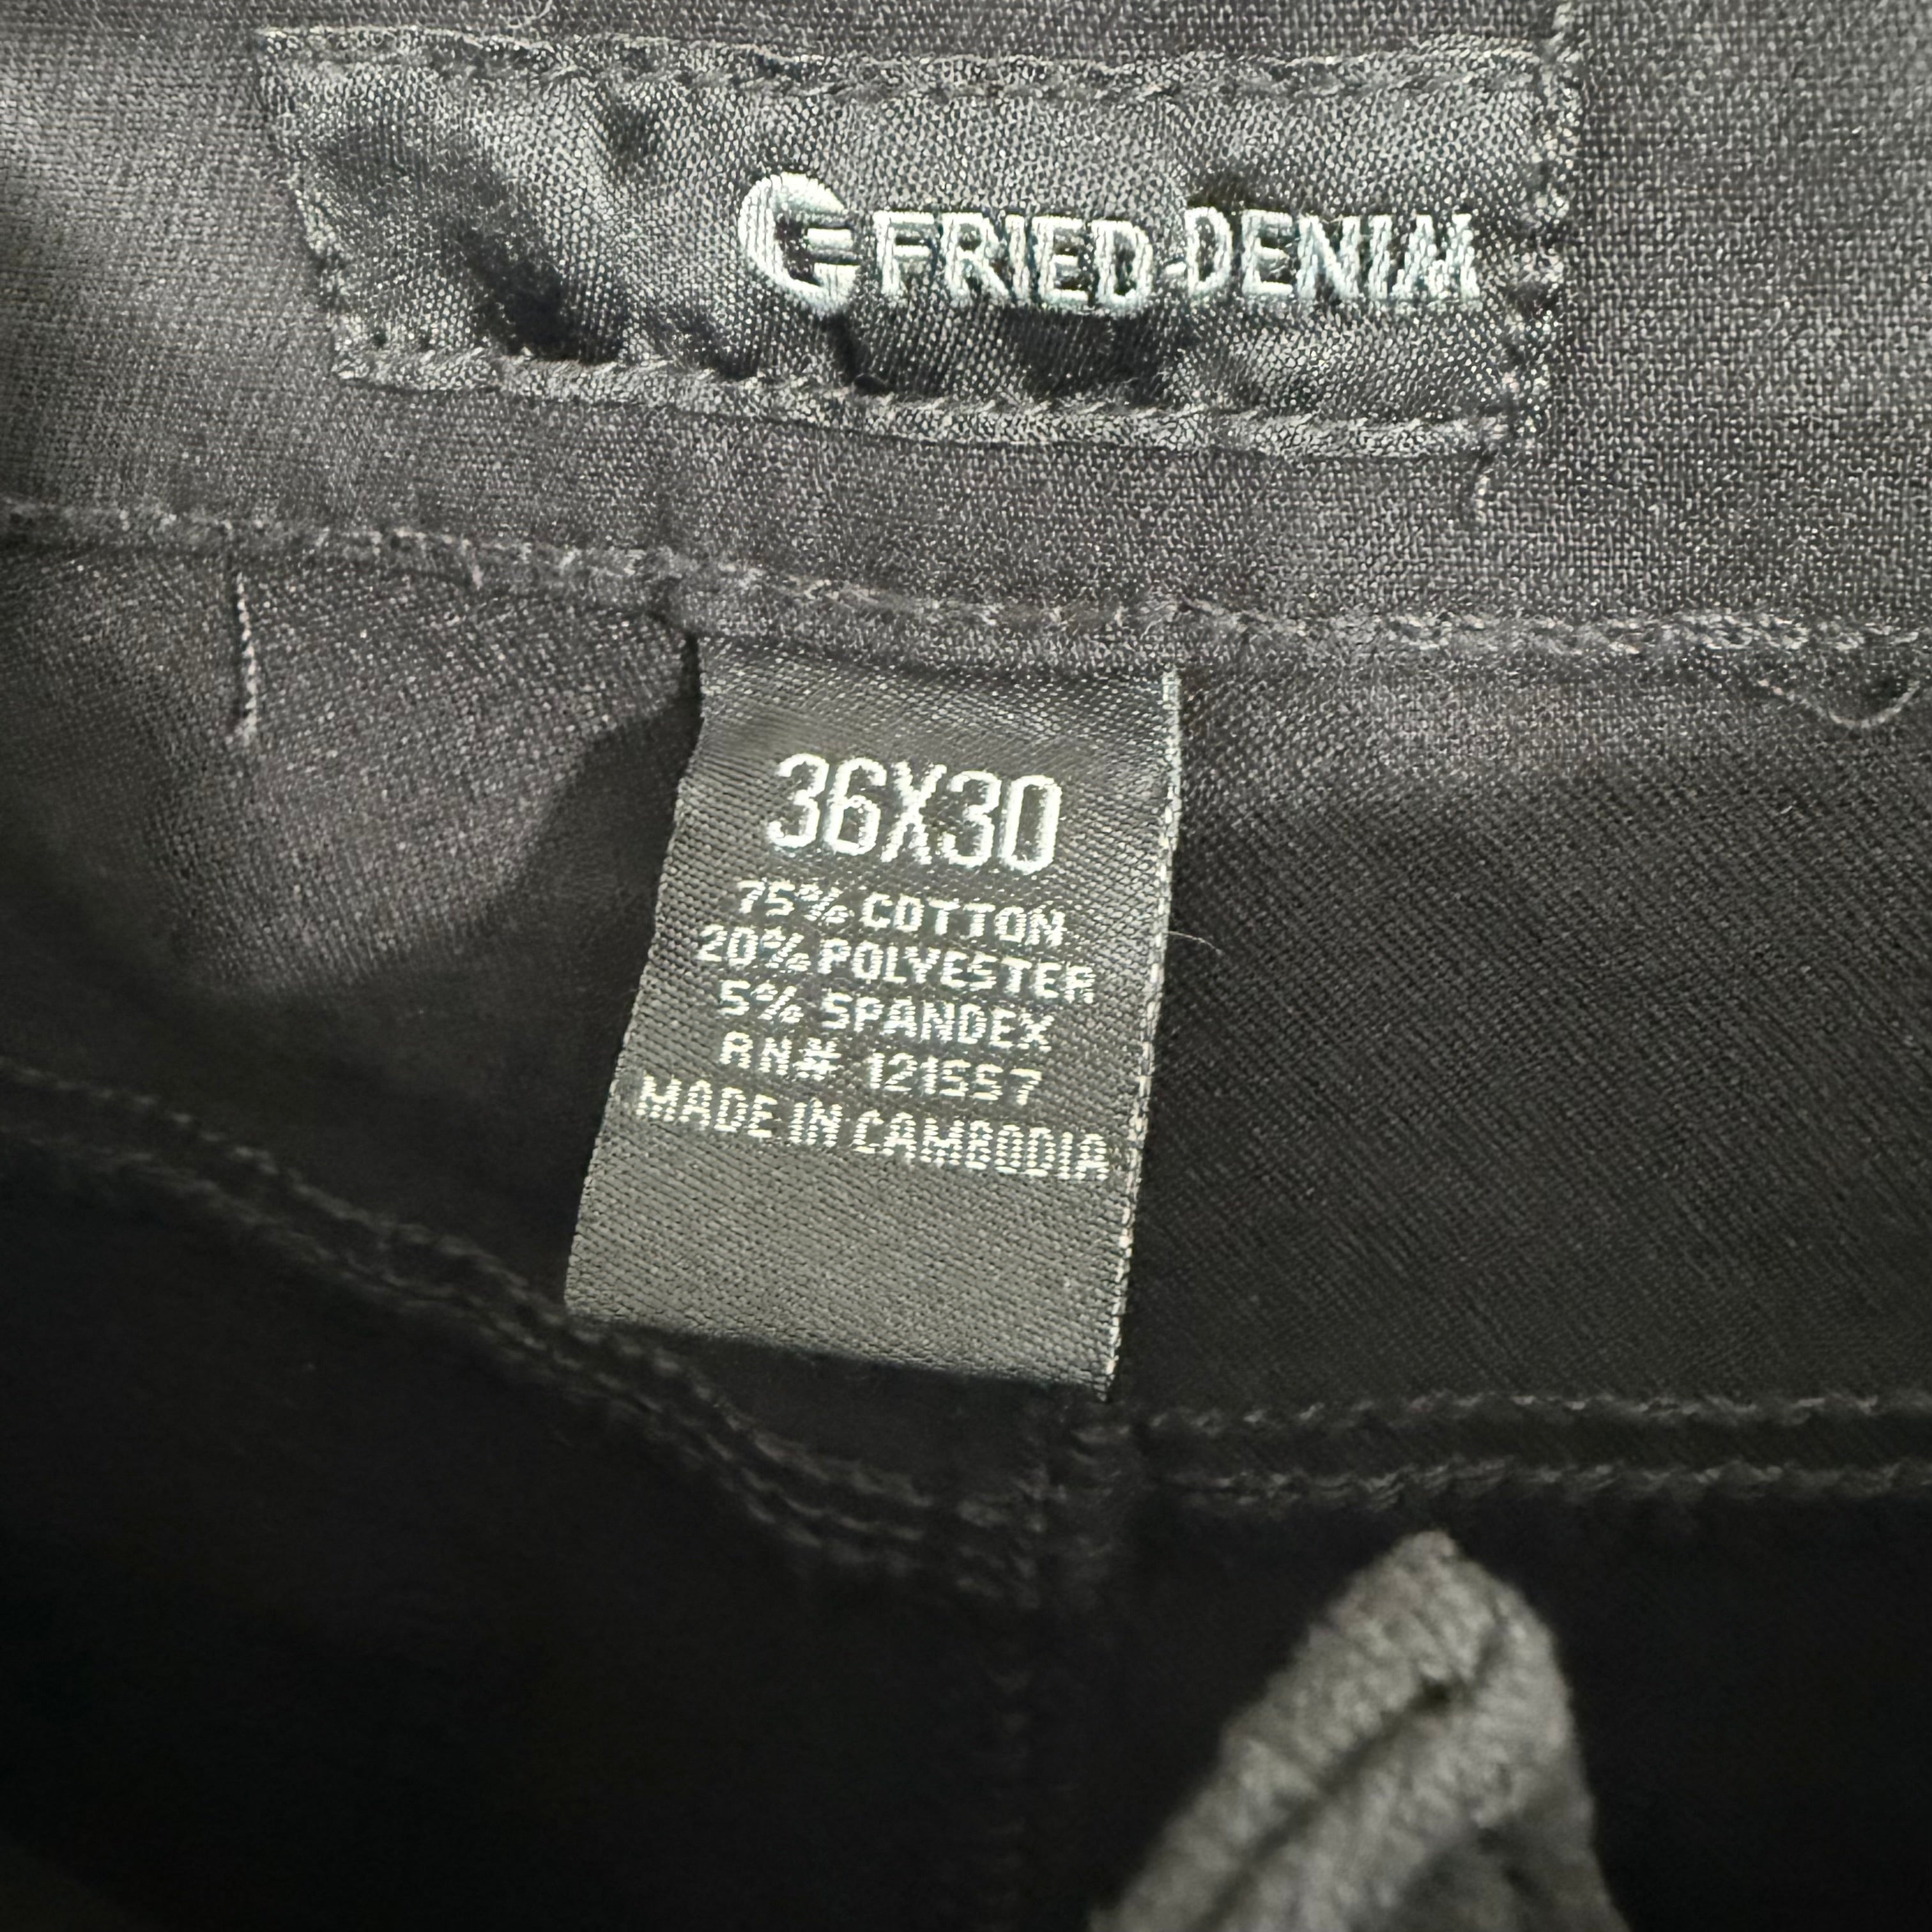 FRIED DENIM
36X30
75% COTTON
20% POLYESTER
5% SPANDEX
RN# 121557
MADE IN CAMBODIA